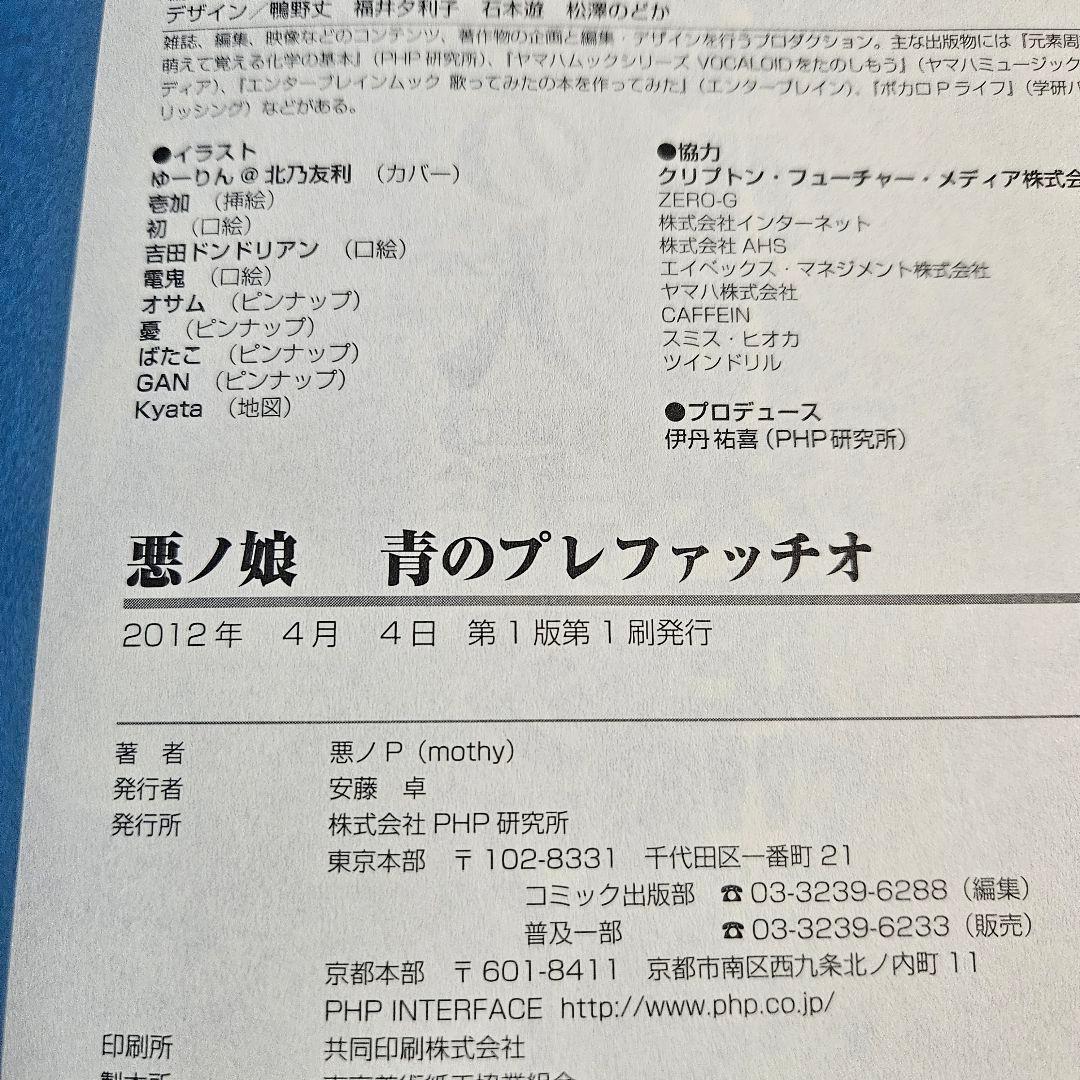 デザイン／鴨野丈　福井夕利子　石本遊　松澤のどか
雑誌、編集、映像などのコンテンツ、著作物の企画と編集・デザインを行うプロダクション。主な出版物には『元素周
萌えて覚える化学の基本』（PHP研究所）、『ヤマハムックシリーズ VOCALOIDをたのしもう』（ヤマハミュージック
ディア）、『エンターブレインムック 歌ってみたの本を作ってみた』（エンターブレイン）、『ボカロPライフ』（学研パ
リッシング）などがある。
●イラスト
ゆーりん@北乃友利　（カバー）
壱加　（挿絵）
初　（口絵）
吉田ドンドリアン　（口絵）
電鬼　（口絵）
オサム　（ピンナップ）
憂　（ピンナップ）
ばたこ　（ピンナップ）
GAN　（ピンナップ）
Kyata　（地図）
●協力
クリプトン・フューチャー・メディア株式会
ZERO-G
株式会社インターネット
株式会社 AHS
エイベックス・マネジメント株式会社
ヤマハ株式会社
CAFFEIN
スミス・ヒオカ
ツインドリル
●プロデュース
伊丹祐喜（PHP研究所）
悪ノ娘　青のプレファッチオ
2012年　4月　4日　第1版第1刷発行
著　者　悪ノP（mothy）
発行者　安藤　卓
発行所　株式会社 PHP 研究所
東京本部　〒102-8331　千代田区一番町 21
コミック出版部　☎ 03-3239-6288（編集）
普及一部　☎ 03-3239-6233（販売）
京都本部　〒601-8411　京都市南区西九条北ノ内町 11
PHP INTERFACE　http://www.php.co.jp/
印刷所　共同印刷株式会社